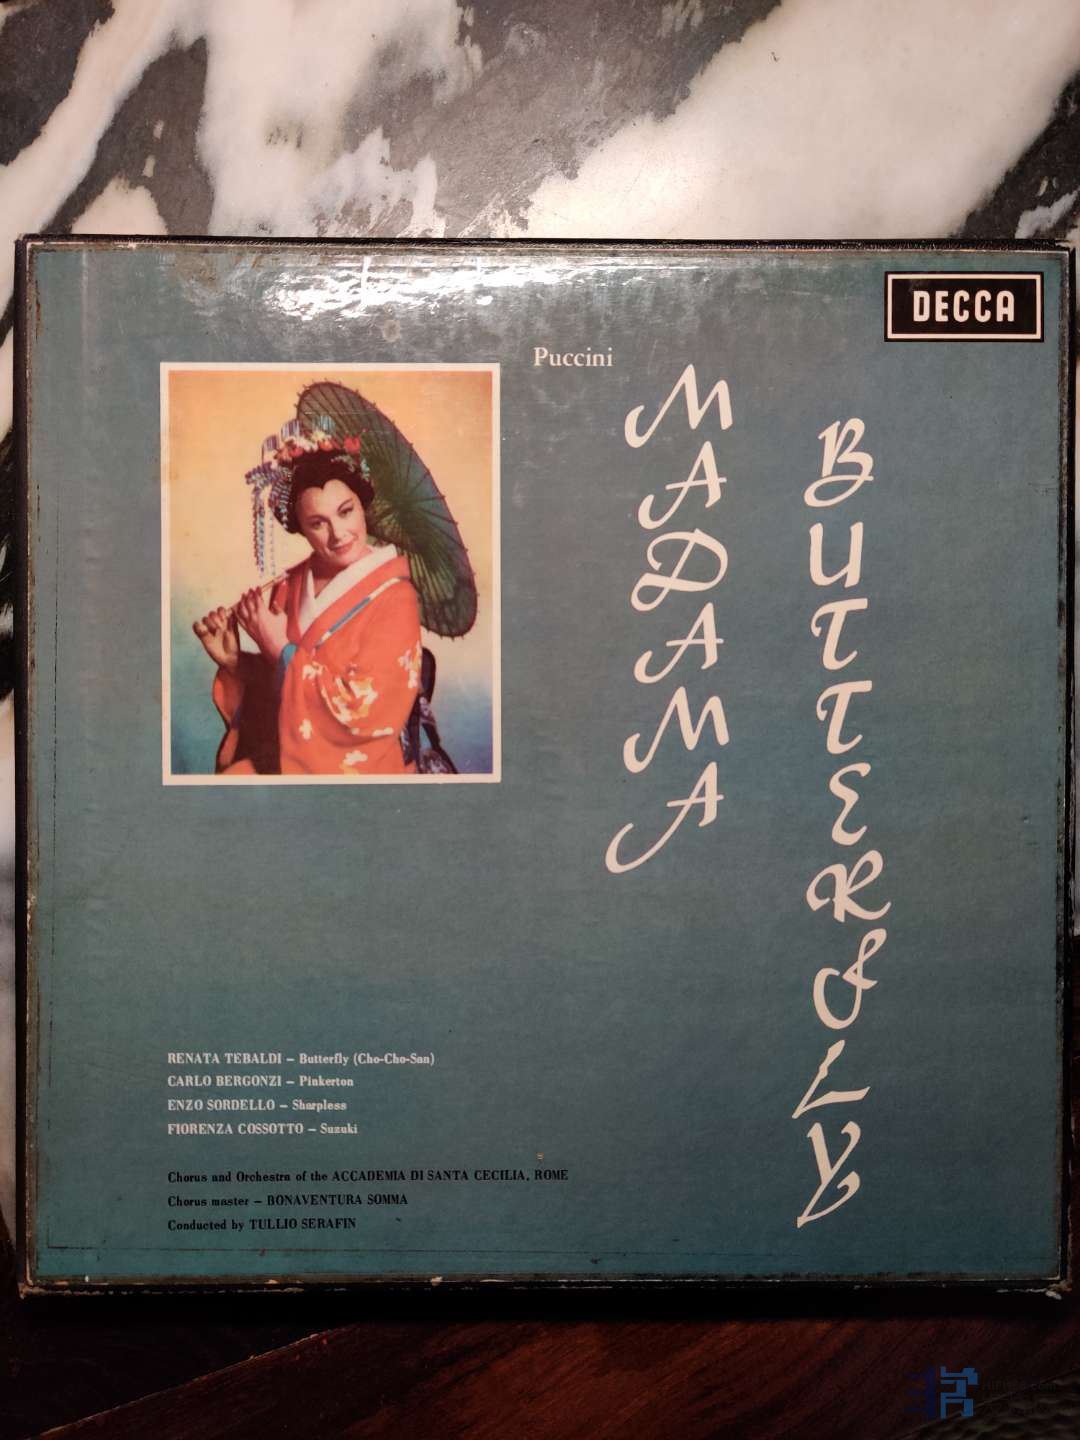 DECCA
Puccini
MADAMA
BUTTERFLY
RENATA TEBALDI – Butterfly (Cho-Cho-San)
CARLO BERGONZI – Pinkerton
ENZO SORDELLO – Sharpless
FIORENZA COSSOTTO – Suzuki
Chorus and Orchestra of the ACCADEMIA DI SANTA CECILIA, ROME
Chorus master – BONAVENTURA SOMMA
Conducted by TULLIO SERAFIN